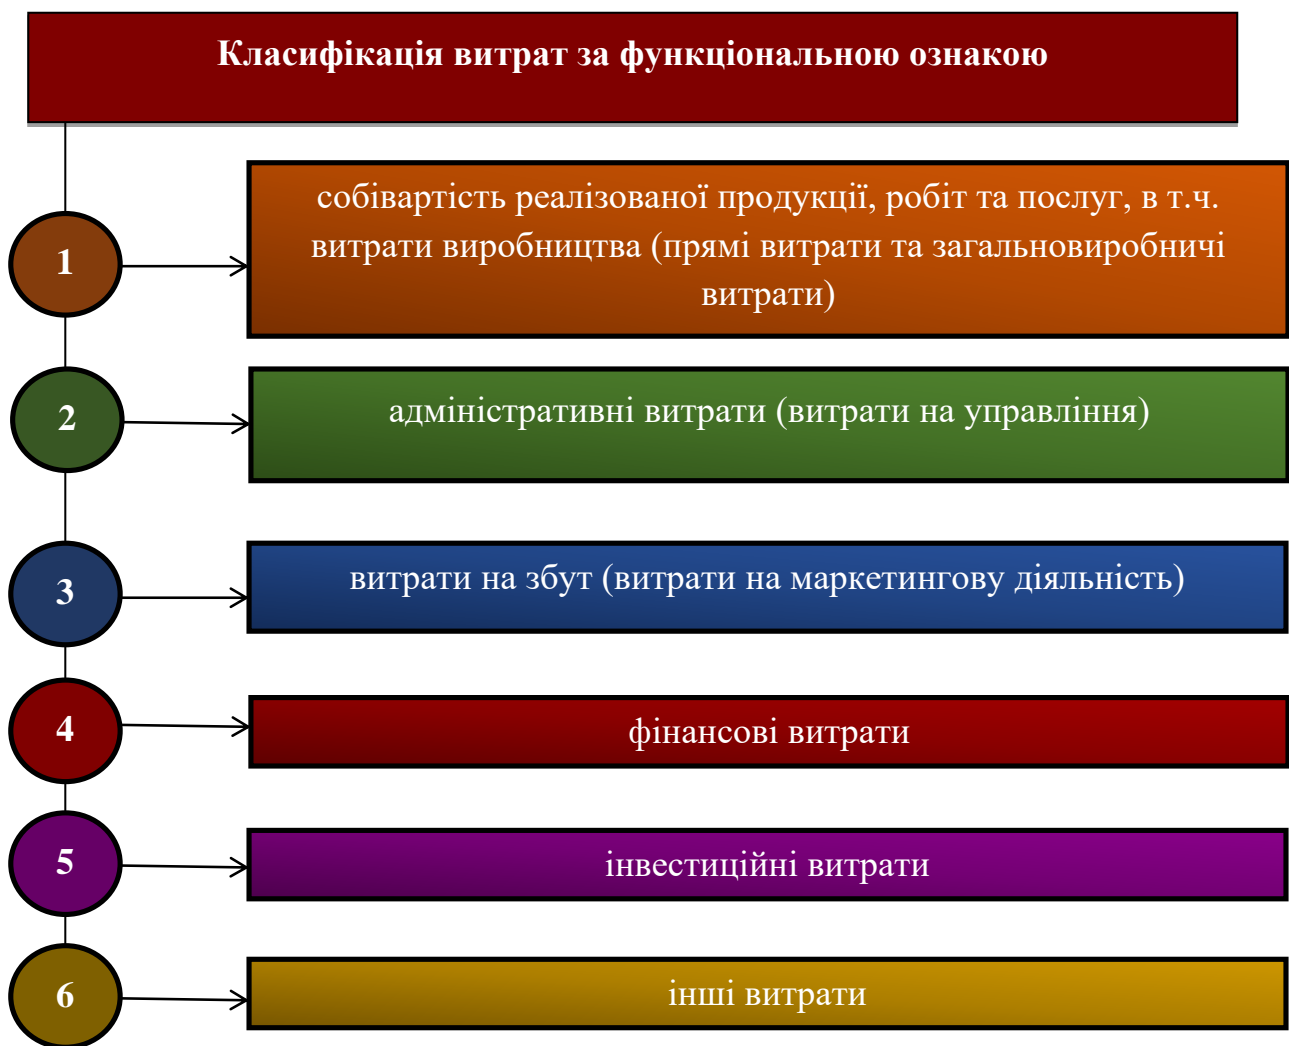 Класифікація витрат за функціональною ознакою
1
собівартість реалізованої продукції, робіт та послуг, в т.ч.
витрати виробництва (прямі витрати та загальновиробничі
витрати)
2
адміністративні витрати (витрати на управління)
3
витрати на збут (витрати на маркетингову діяльність)
4
фінансові витрати
5
інвестиційні витрати
6
інші витрати